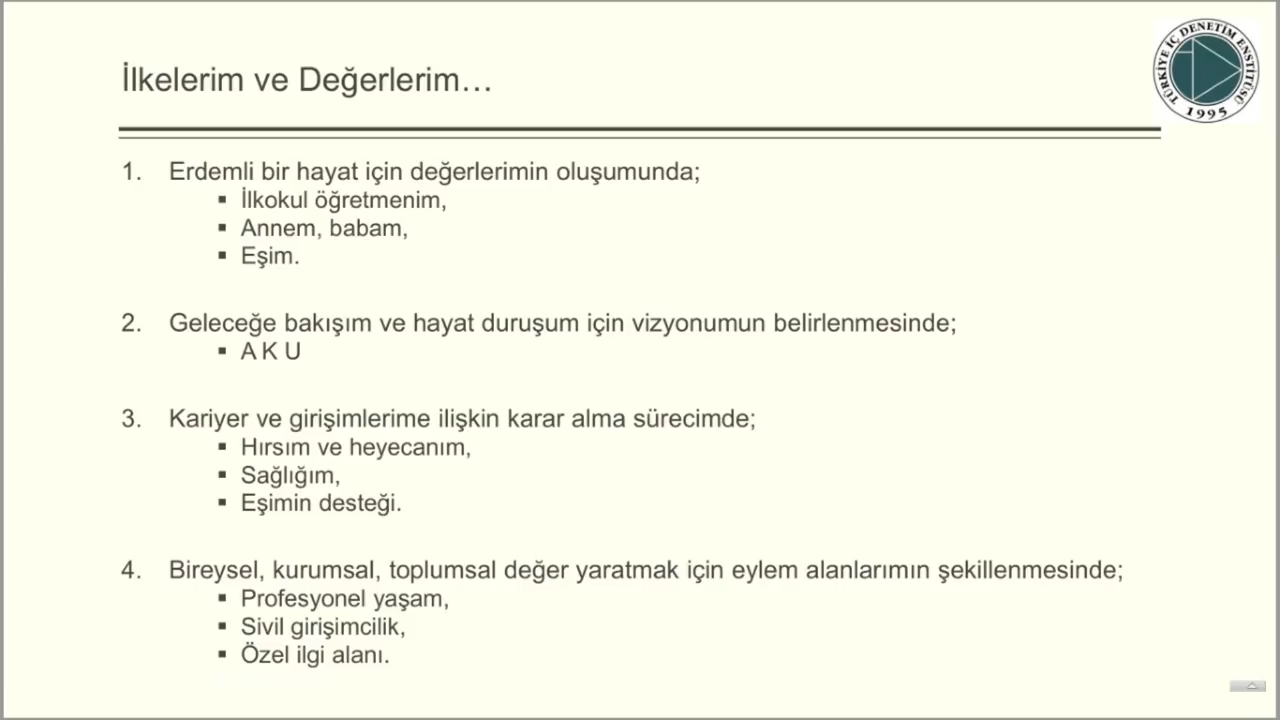 İlkelerim ve Değerlerim…
TÜRKİYE İÇ DENETİM ENSTİTÜSÜ
1995
1. Erdemli bir hayat için değerlerimin oluşumunda;
▪ İlkokul öğretmenim,
▪ Annem, babam,
▪ Eşim.
2. Geleceğe bakışım ve hayat duruşum için vizyonumun belirlenmesinde;
▪ A K U
3. Kariyer ve girişimlerime ilişkin karar alma sürecimde;
▪ Hırsım ve heyecanım,
▪ Sağlığım,
▪ Eşimin desteği.
4. Bireysel, kurumsal, toplumsal değer yaratmak için eylem alanlarımın şekillenmesinde;
▪ Profesyonel yaşam,
▪ Sivil girişimcilik,
▪ Özel ilgi alanı.